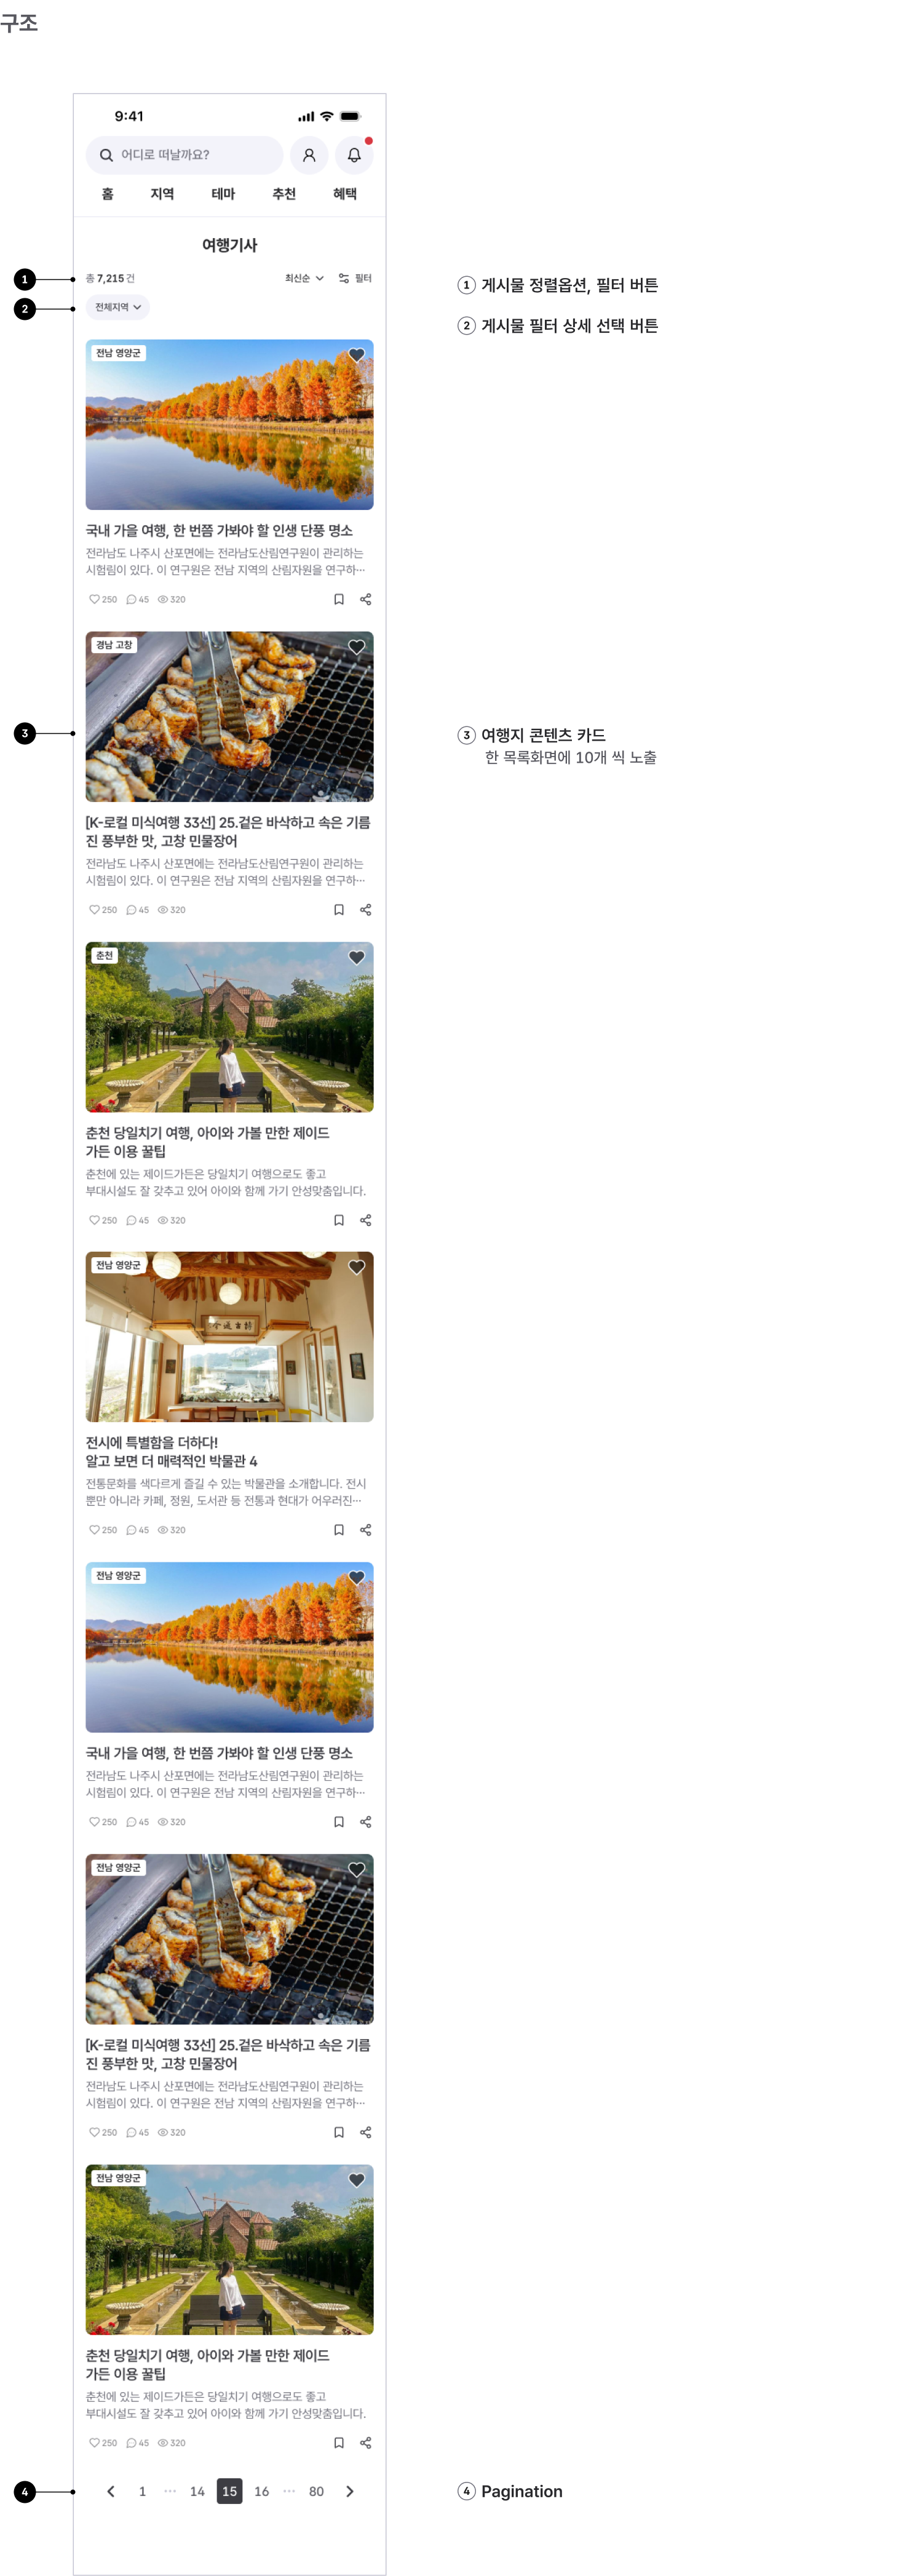 구조
9:41
어디로 떠날까요?
홈 지역 테마 추천 혜택
여행기사
1
총 7,215 건 최신순 필터
① 게시물 정렬옵션, 필터 버튼
2
전체지역
② 게시물 필터 상세 선택 버튼
전남 영양군
국내 가을 여행, 한 번쯤 가봐야 할 인생 단풍 명소
전라남도 나주시 산포면에는 전라남도산림연구원이 관리하는
시험림이 있다. 이 연구원은 전남 지역의 산림자원을 연구하···
250 45 320
경남 고창
3
③ 여행지 콘텐츠 카드
한 목록화면에 10개 씩 노출
[K-로컬 미식여행 33선] 25.겉은 바삭하고 속은 기름
진 풍부한 맛, 고창 민물장어
전라남도 나주시 산포면에는 전라남도산림연구원이 관리하는
시험림이 있다. 이 연구원은 전남 지역의 산림자원을 연구하···
250 45 320
춘천
춘천 당일치기 여행, 아이와 가볼 만한 제이드
가든 이용 꿀팁
춘천에 있는 제이드가든은 당일치기 여행으로도 좋고
부대시설도 잘 갖추고 있어 아이와 함께 가기 안성맞춤입니다.
250 45 320
전남 영양군
전시에 특별함을 더하다!
알고 보면 더 매력적인 박물관 4
전통문화를 색다르게 즐길 수 있는 박물관을 소개합니다. 전시
뿐만 아니라 카페, 정원, 도서관 등 전통과 현대가 어우러진···
250 45 320
전남 영양군
국내 가을 여행, 한 번쯤 가봐야 할 인생 단풍 명소
전라남도 나주시 산포면에는 전라남도산림연구원이 관리하는
시험림이 있다. 이 연구원은 전남 지역의 산림자원을 연구하···
250 45 320
전남 영양군
[K-로컬 미식여행 33선] 25.겉은 바삭하고 속은 기름
진 풍부한 맛, 고창 민물장어
전라남도 나주시 산포면에는 전라남도산림연구원이 관리하는
시험림이 있다. 이 연구원은 전남 지역의 산림자원을 연구하···
250 45 320
전남 영양군
춘천 당일치기 여행, 아이와 가볼 만한 제이드
가든 이용 꿀팁
춘천에 있는 제이드가든은 당일치기 여행으로도 좋고
부대시설도 잘 갖추고 있어 아이와 함께 가기 안성맞춤입니다.
250 45 320
4
1 ··· 14 15 16 ··· 80
④ Pagination